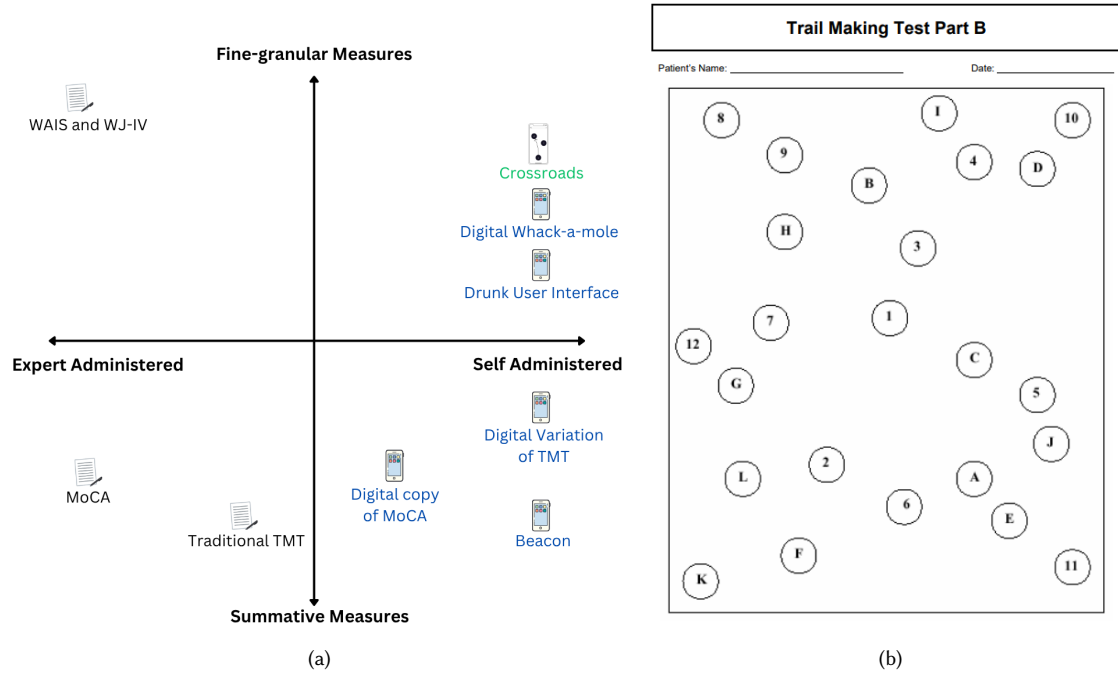 Fine-granular Measures
WAIS and WJ-IV
Crossroads
Digital Whack-a-mole
Drunk User Interface
Expert Administered
Self Administered
Digital Variation
of TMT
MoCA
Digital copy
of MoCA
Traditional TMT
Beacon
Summative Measures
(a)
Trail Making Test Part B
Patient's Name:
Date:
8
I
10
9
4
D
B
H
3
7
1
12
C
G
5
J
2
L
A
6
E
F
11
K
(b)